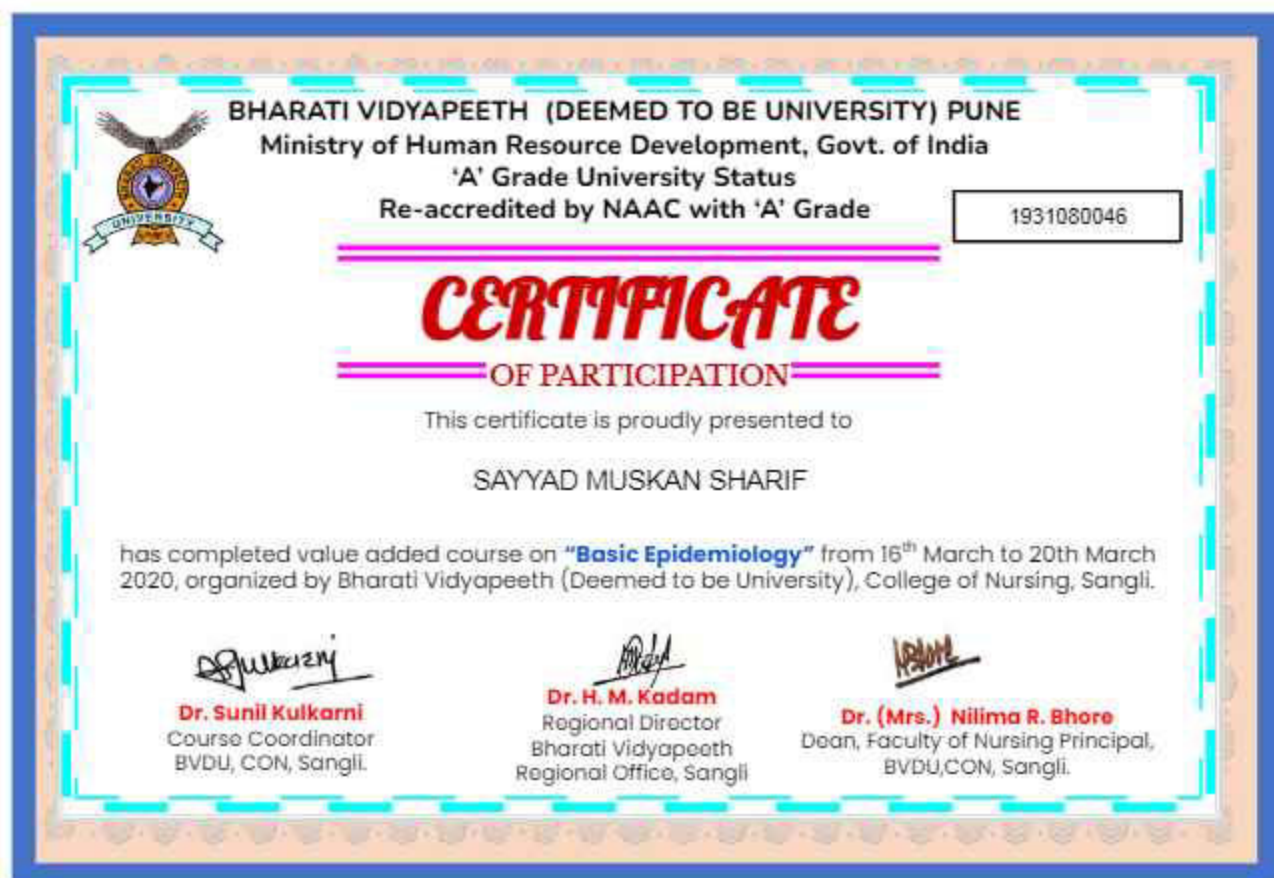 BHARATI VIDYAPEETH (DEEMED TO BE UNIVERSITY) PUNE
Ministry of Human Resource Development, Govt. of India
‘A’ Grade University Status
Re-accredited by NAAC with ‘A’ Grade
BHARATI VIDYAPEETH
UNIVERSITY
1931080046
CERTIFICATE
OF PARTICIPATION
This certificate is proudly presented to
SAYYAD MUSKAN SHARIF
has completed value added course on "Basic Epidemiology" from 16th March to 20th March
2020, organized by Bharati Vidyapeeth (Deemed to be University), College of Nursing, Sangli.
Dr. Sunil Kulkarni
Course Coordinator
BVDU, CON, Sangli.
Dr. H. M. Kadam
Regional Director
Bharati Vidyapeeth
Regional Office, Sangli
Dr. (Mrs.) Nilima R. Bhore
Dean, Faculty of Nursing Principal,
BVDU,CON, Sangli.